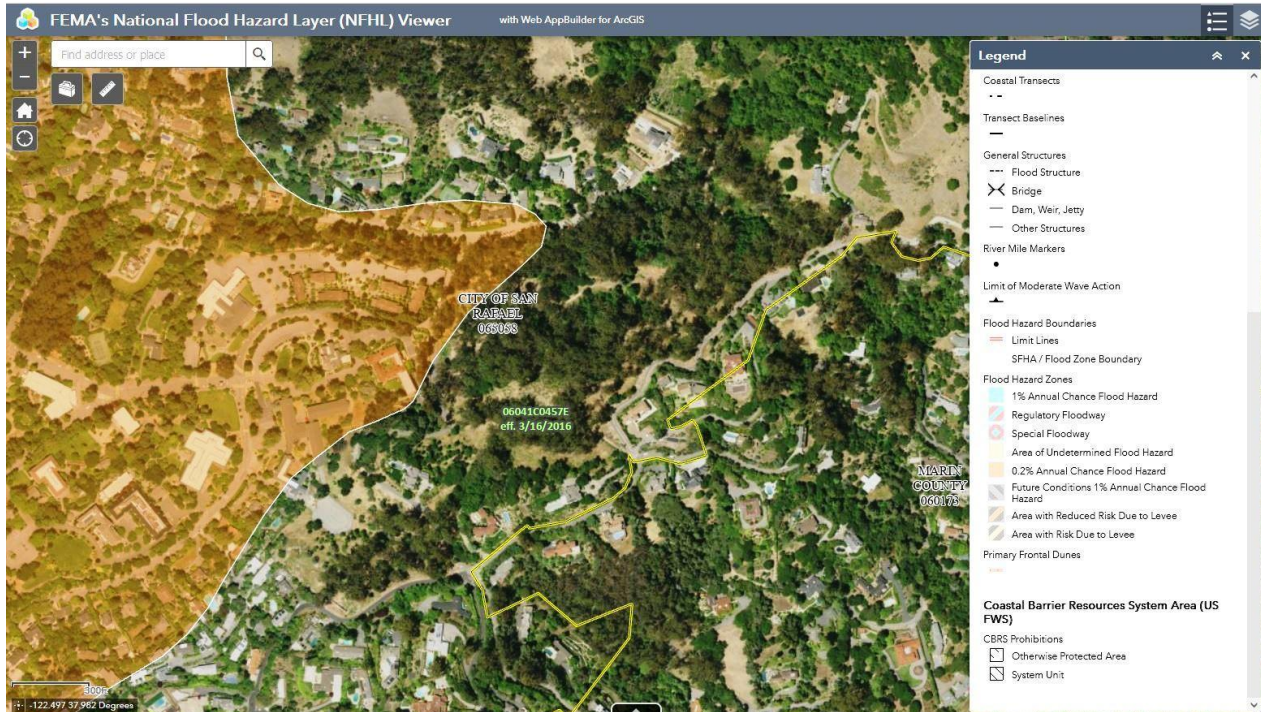 FEMA's National Flood Hazard Layer (NFHL) Viewer
with Web AppBuilder for ArcGIS
+
Find address or place
−
CITY OF SAN
RAFAEL
065058
06041C0457E
eff. 3/16/2016
MARIN
COUNTY
060173
300ft
-122.497 37.982 Degrees
Legend
Coastal Transects
Transect Baselines
General Structures
Flood Structure
Bridge
Dam, Weir, Jetty
Other Structures
River Mile Markers
Limit of Moderate Wave Action
Flood Hazard Boundaries
Limit Lines
SFHA / Flood Zone Boundary
Flood Hazard Zones
1% Annual Chance Flood Hazard
Regulatory Floodway
Special Floodway
Area of Undetermined Flood Hazard
0.2% Annual Chance Flood Hazard
Future Conditions 1% Annual Chance Flood
Hazard
Area with Reduced Risk Due to Levee
Area with Risk Due to Levee
Primary Frontal Dunes
Coastal Barrier Resources System Area (US
FWS)
CBRS Prohibitions
Otherwise Protected Area
System Unit